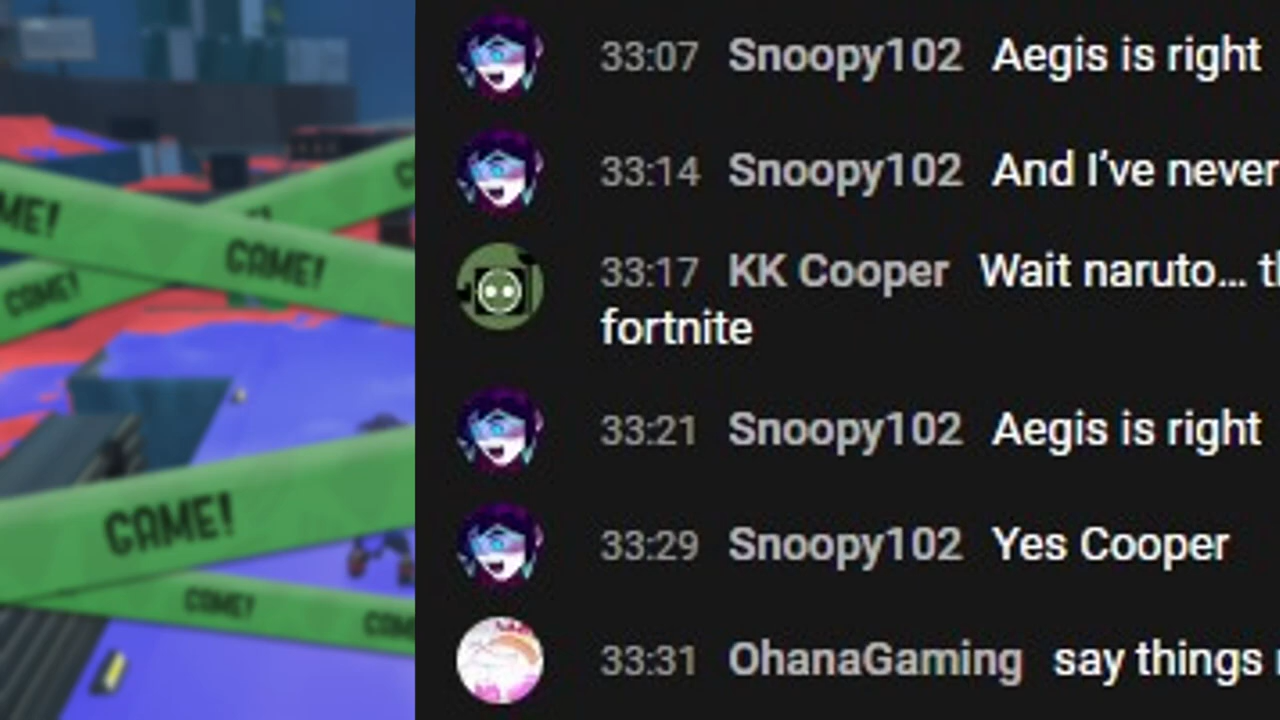 ME!
GAME!
GAME!
GAME!
GAME!
33:07 Snoopy102 Aegis is right
33:14 Snoopy102 And I’ve never
33:17 KK Cooper Wait naruto...
fortnite
33:21 Snoopy102 Aegis is right
33:29 Snoopy102 Yes Cooper
33:31 OhanaGaming say things